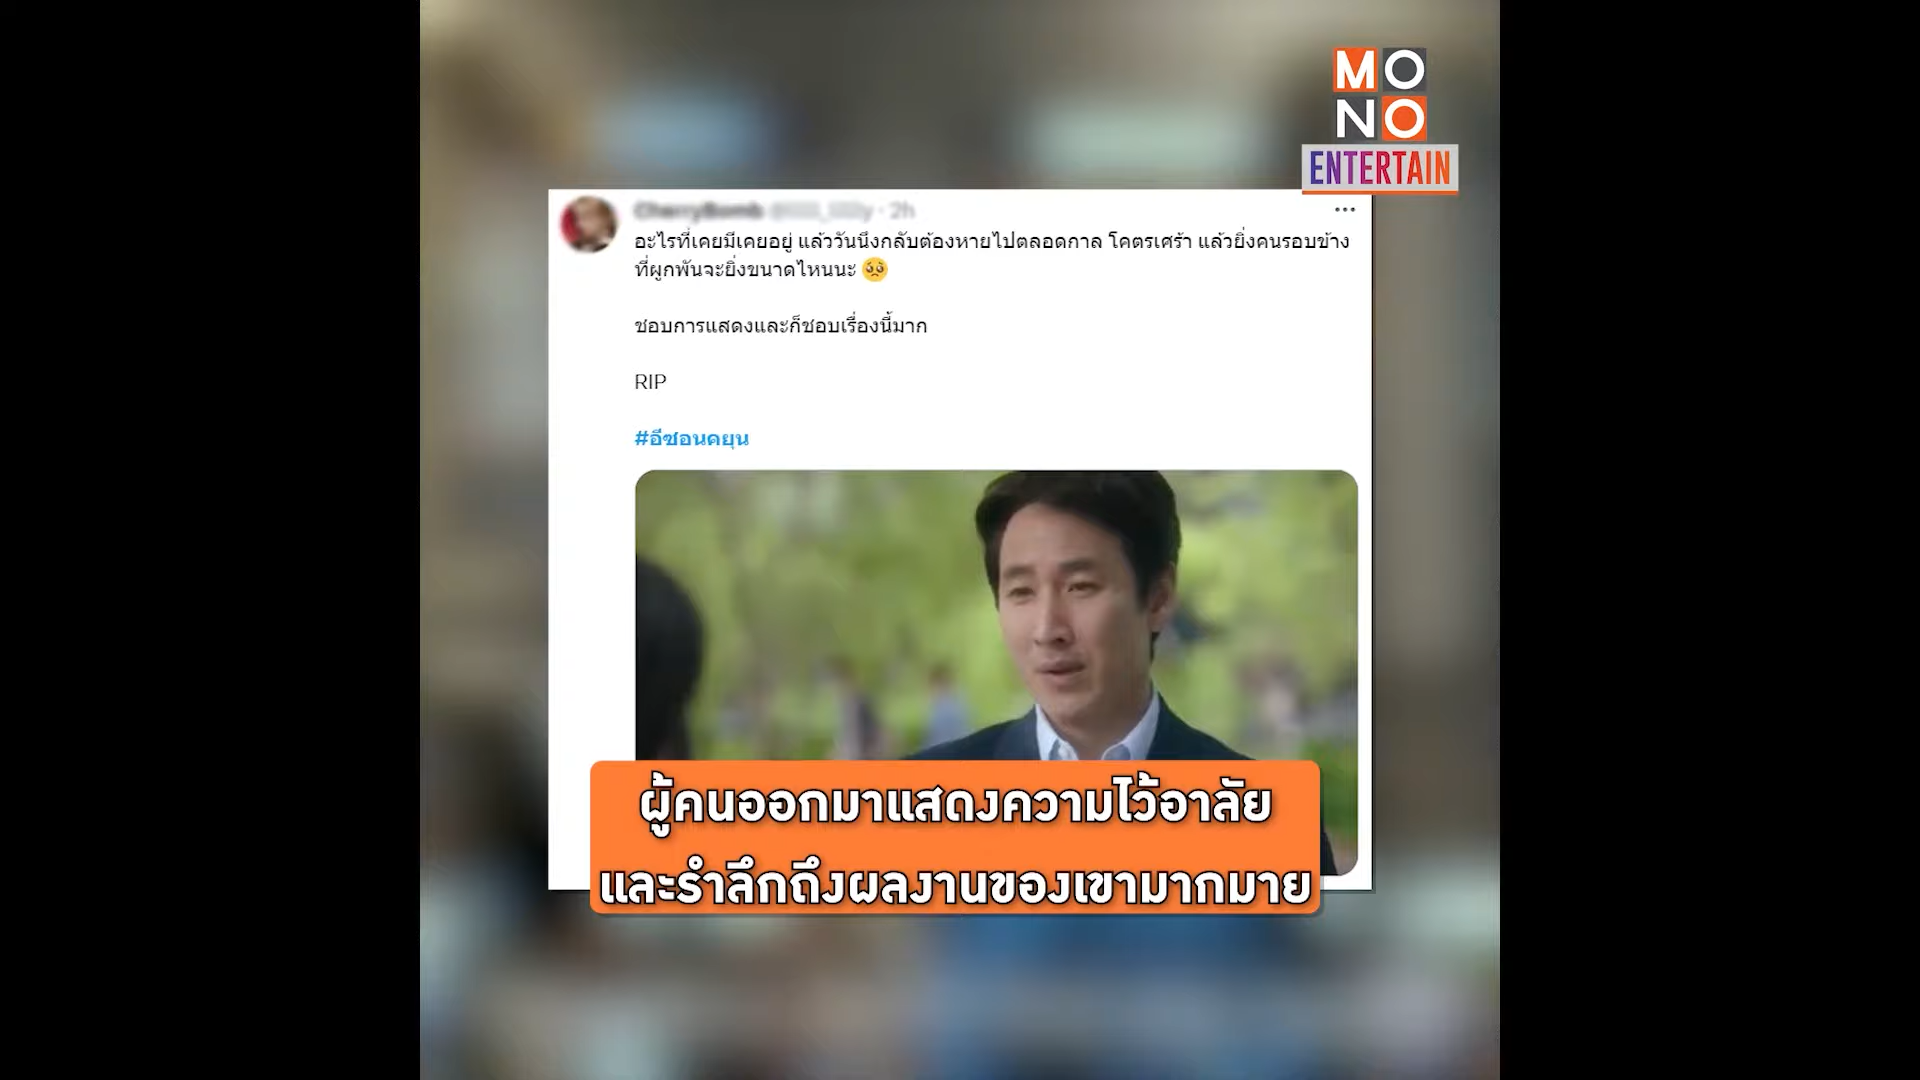 MO
NO
ENTERTAIN
2h
อะไรที่เคยมีเคยอยู่ แล้ววันนึงกลับต้องหายไปตลอดกาล โคตรเศร้า แล้วยิ่งคนรอบข้าง
ที่ผูกพันจะยิ่งขนาดไหนนะ 🥺
ชอบการแสดงและก็ชอบเรื่องนี้มาก
RIP
#อีซอนคยุน
ผู้คนออกมาแสดงความไว้อาลัย
และรำลึกถึงผลงานของเขามากมาย